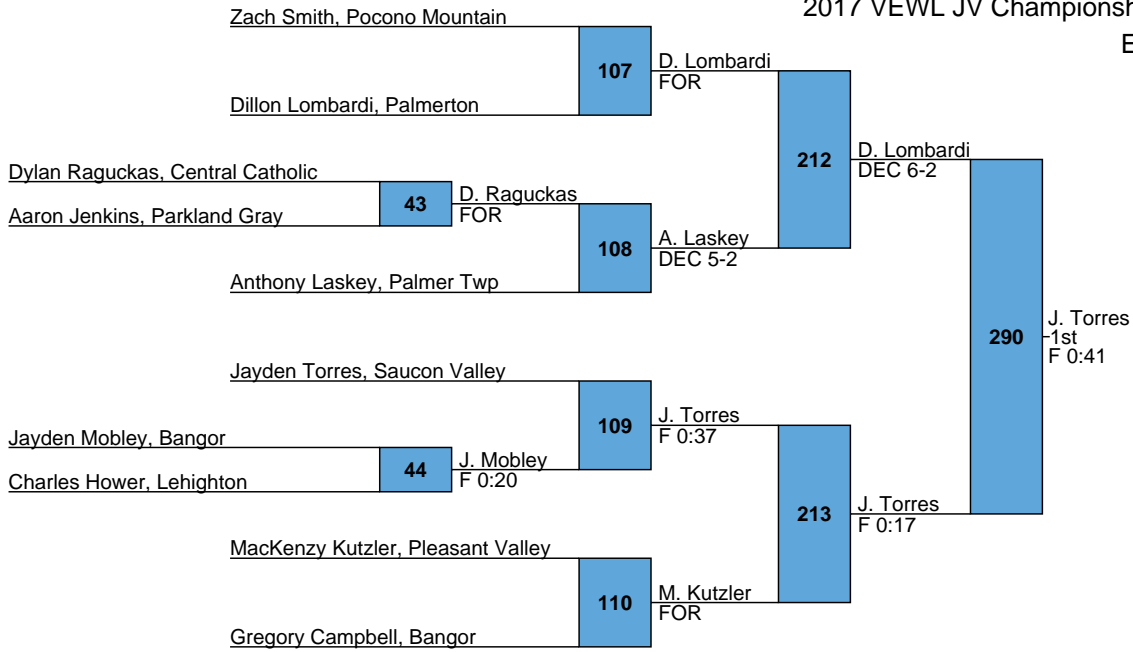 2017 VEWL JV Championsh
E
Zach Smith, Pocono Mountain
107
D. Lombardi
FOR
Dillon Lombardi, Palmerton
212
D. Lombardi
DEC 6-2
Dylan Raguckas, Central Catholic
43
D. Raguckas
FOR
Aaron Jenkins, Parkland Gray
108
A. Laskey
DEC 5-2
Anthony Laskey, Palmer Twp
290
J. Torres
1st
F 0:41
Jayden Torres, Saucon Valley
109
J. Torres
F 0:37
Jayden Mobley, Bangor
44
J. Mobley
F 0:20
Charles Hower, Lehighton
213
J. Torres
F 0:17
MacKenzy Kutzler, Pleasant Valley
110
M. Kutzler
FOR
Gregory Campbell, Bangor